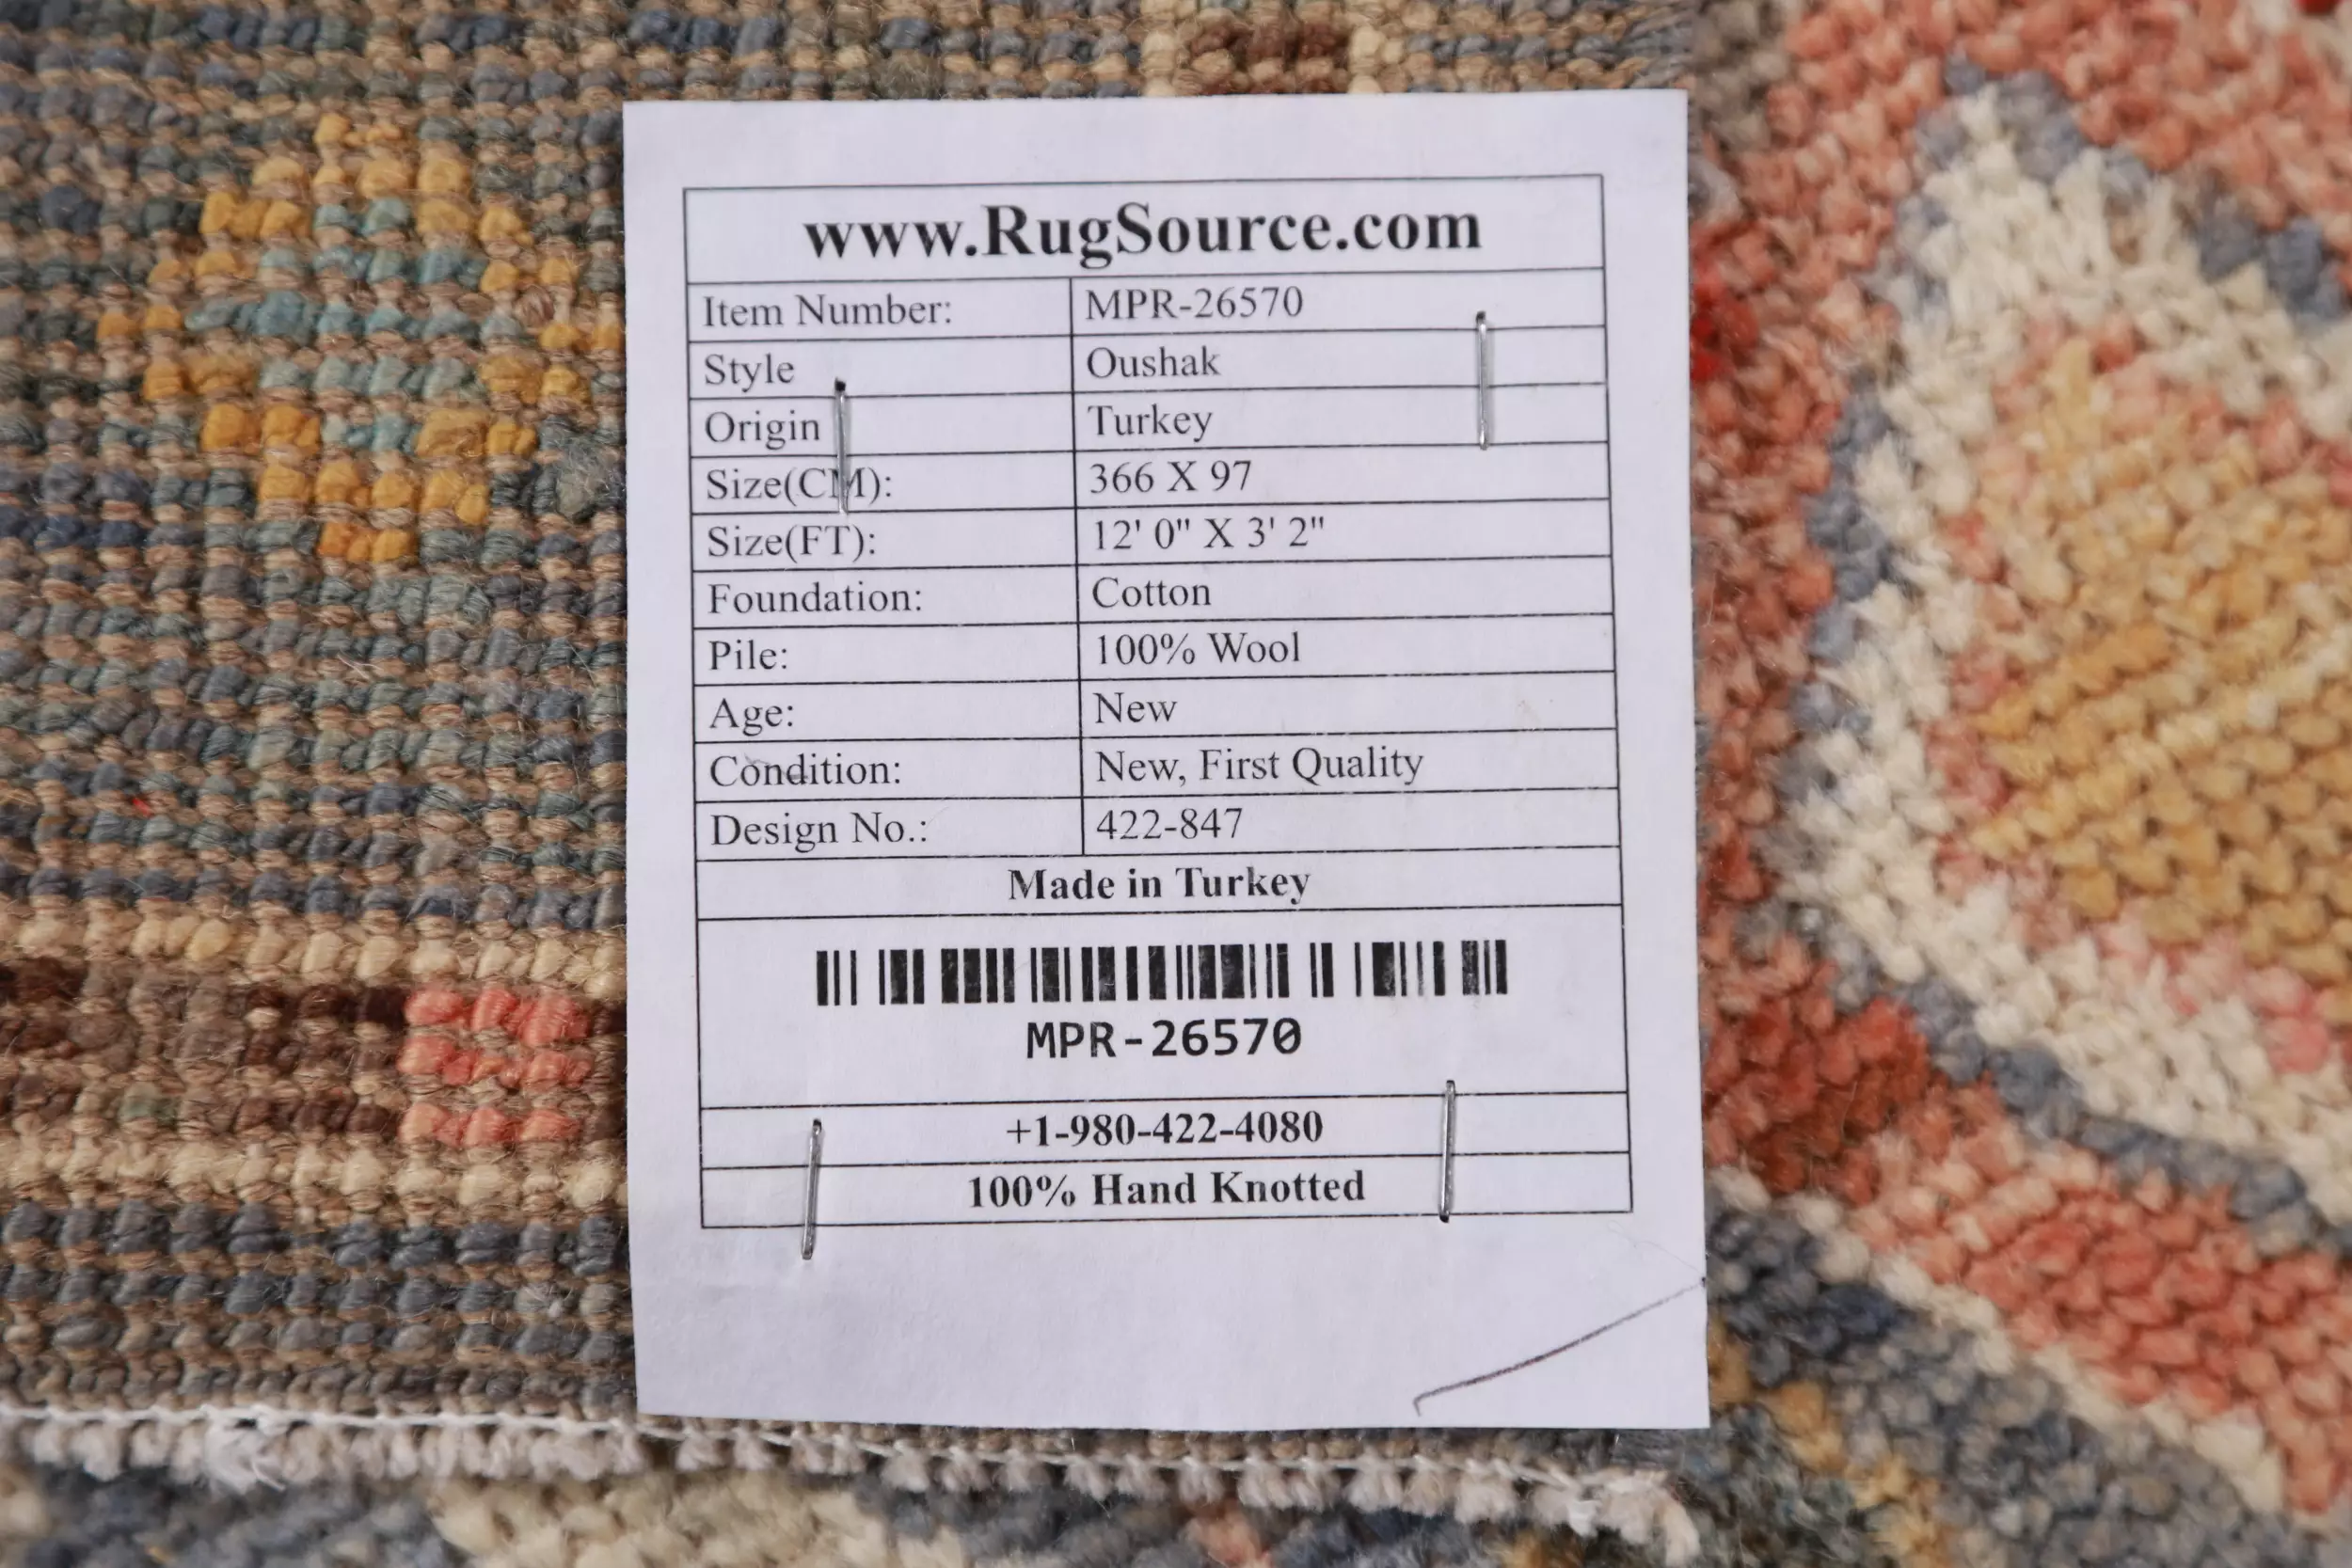 www.RugSource.com
Item Number: MPR-26570
Style Oushak
Origin Turkey
Size(CM): 366 X 97
Size(FT): 12' 0" X 3' 2"
Foundation: Cotton
Pile: 100% Wool
Age: New
Condition: New, First Quality
Design No.: 422-847
Made in Turkey
MPR-26570
+1-980-422-4080
100% Hand Knotted